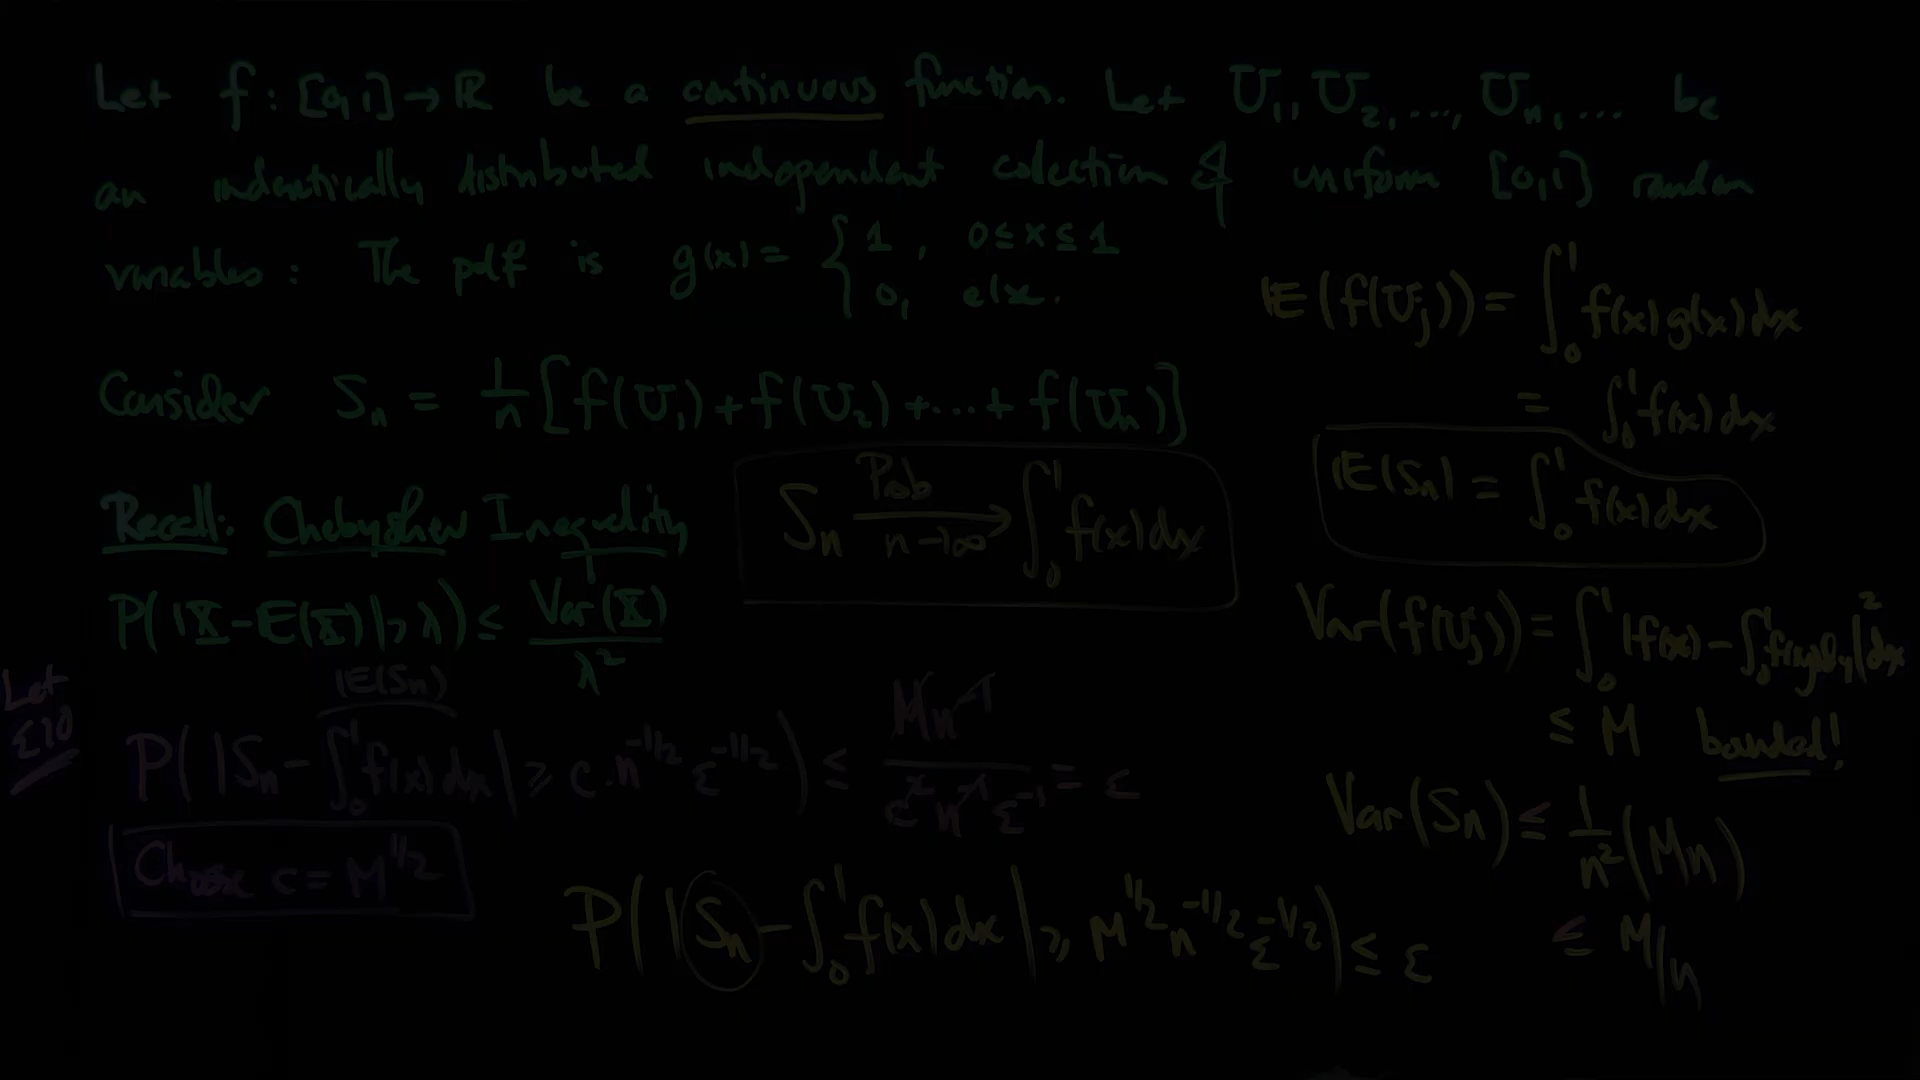 Let f : [0,1] → ℝ be a continuous function. Let U₁, U₂, ..., Uₙ, ... be
an indentically distributed independent colection of uniform [0,1] random
variables : The pdf is g(x) = { 1 , 0 ≤ x ≤ 1
0, else.
𝔼(f(Uⱼ)) = ∫₀¹ f(x) g(x) dx
= ∫₀¹ f(x) dx
Consider Sₙ = 1/n [f(U₁) + f(U₂) + ... + f(Uₙ)]
𝔼(Sₙ) = ∫₀¹ f(x) dx
Recall: Chebyshev Inequality
Sₙ —Prob, n→∞→ ∫₀¹ f(x) dx
P(|X - E(X)| > λ) ≤ Var(X)/λ²
Var(f(Uⱼ)) = ∫₀¹ |f(x) - ∫₀¹ f(y) dy|² dx
≤ M bounded!
Let ε > 0
𝔼(Sₙ)
P(|Sₙ - ∫₀¹ f(x) dx| ≥ c · n^(-1/2) ε^(-1/2)) ≤ M n⁻¹ / (c² n⁻¹ ε⁻¹) = ε
Choose c = M^(1/2)
Var(Sₙ) ≤ 1/n² (Mn)
≤ M/n
P(|Sₙ - ∫₀¹ f(x) dx| ≥ M^(1/2) n^(-1/2) ε^(-1/2)) ≤ ε